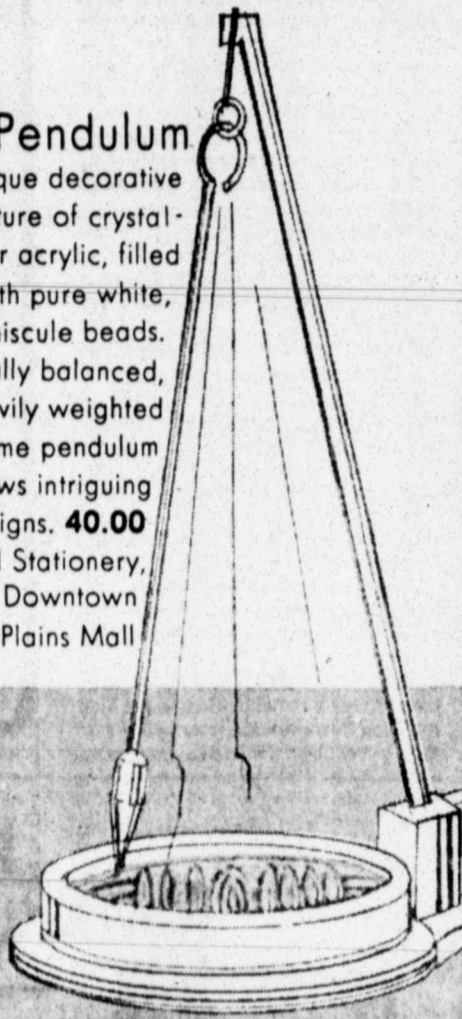 Pendulum
que decorative
ture of crystal-
r acrylic, filled
th pure white,
niscule beads.
lly balanced,
vily weighted
me pendulum
ws intriguing
igns. 40.00
Stationery,
Downtown
Plains Mall